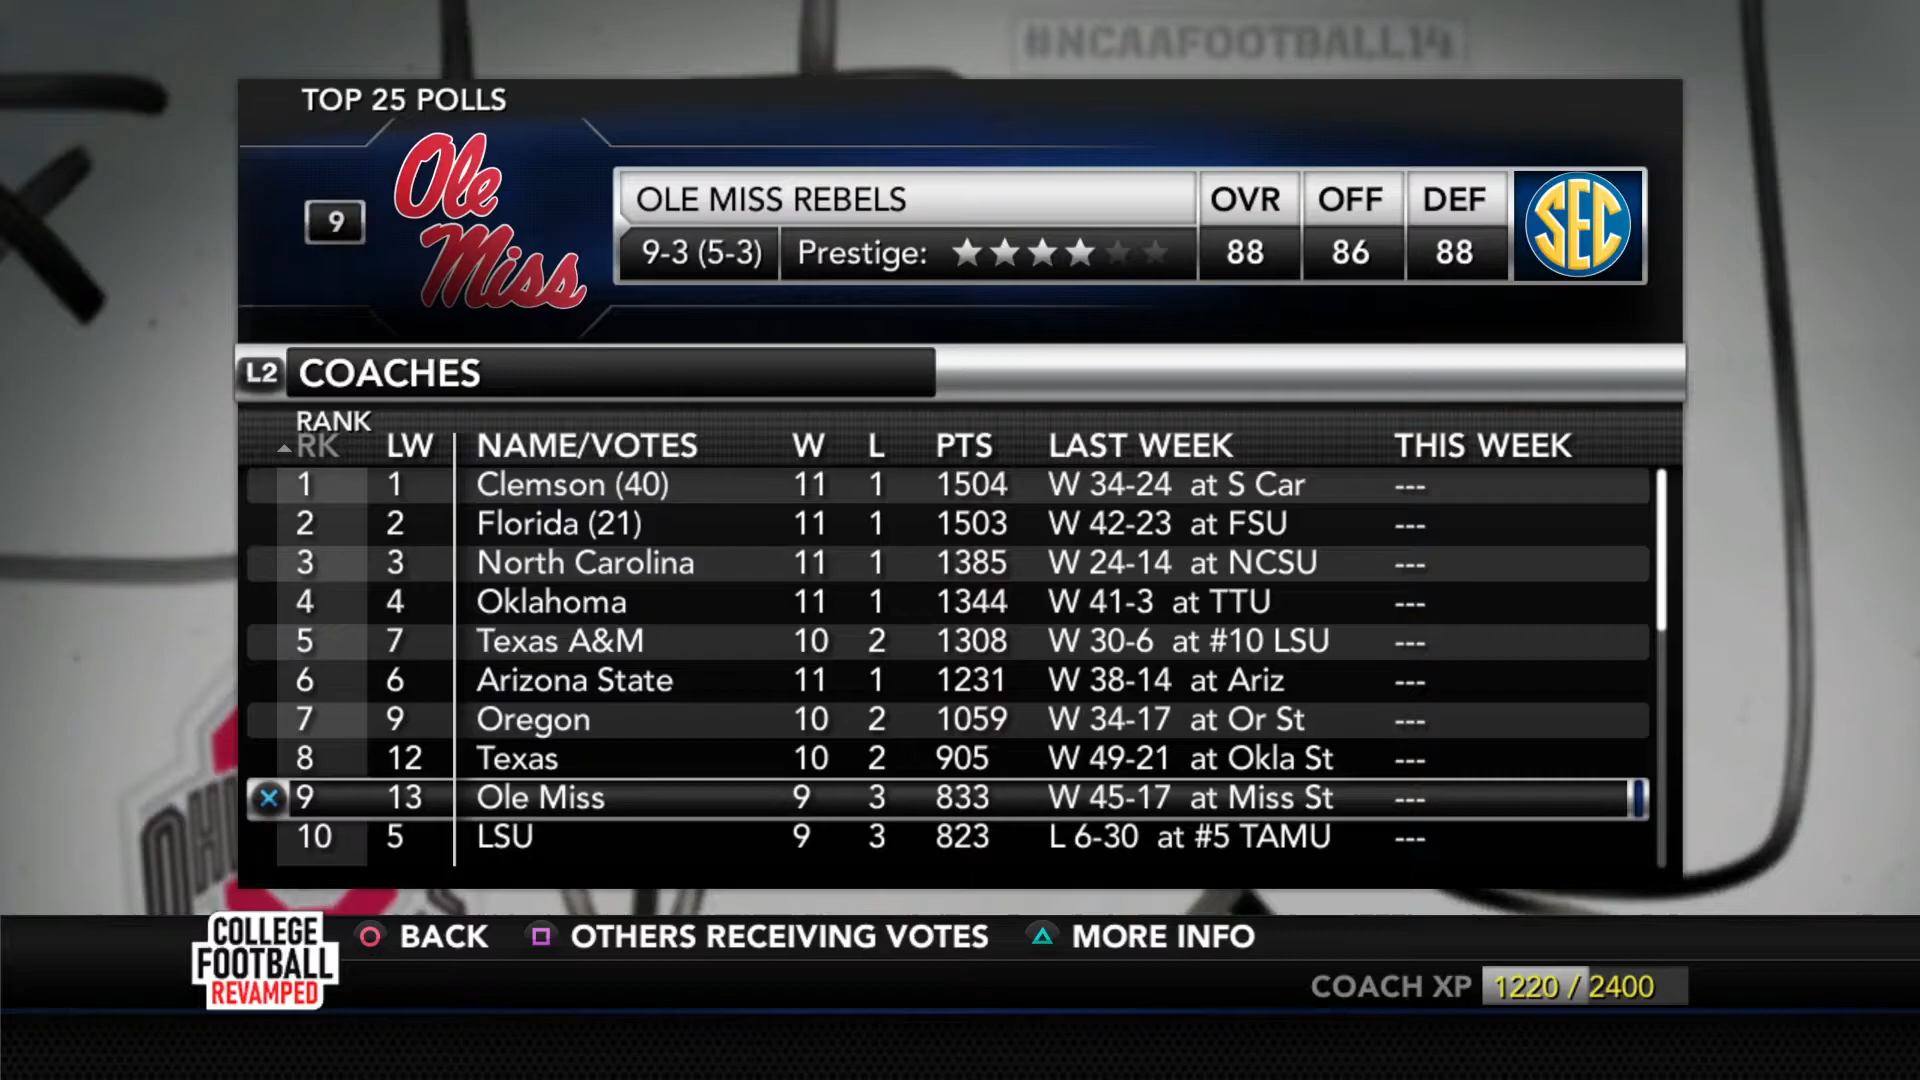 #NCAAFOOTBALL14
TOP 25 POLLS
9
Ole Miss
OLE MISS REBELS OVR OFF DEF SEC
9-3 (5-3) Prestige: 88 86 88
L2 COACHES
RANK
RK LW NAME/VOTES W L PTS LAST WEEK THIS WEEK
1 1 Clemson (40) 11 1 1504 W 34-24 at S Car ---
2 2 Florida (21) 11 1 1503 W 42-23 at FSU ---
3 3 North Carolina 11 1 1385 W 24-14 at NCSU ---
4 4 Oklahoma 11 1 1344 W 41-3 at TTU ---
5 7 Texas A&M 10 2 1308 W 30-6 at #10 LSU ---
6 6 Arizona State 11 1 1231 W 38-14 at Ariz ---
7 9 Oregon 10 2 1059 W 34-17 at Or St ---
8 12 Texas 10 2 905 W 49-21 at Okla St ---
9 13 Ole Miss 9 3 833 W 45-17 at Miss St ---
10 5 LSU 9 3 823 L 6-30 at #5 TAMU ---
COLLEGE FOOTBALL REVAMPED
BACK OTHERS RECEIVING VOTES MORE INFO
COACH XP 1220 / 2400